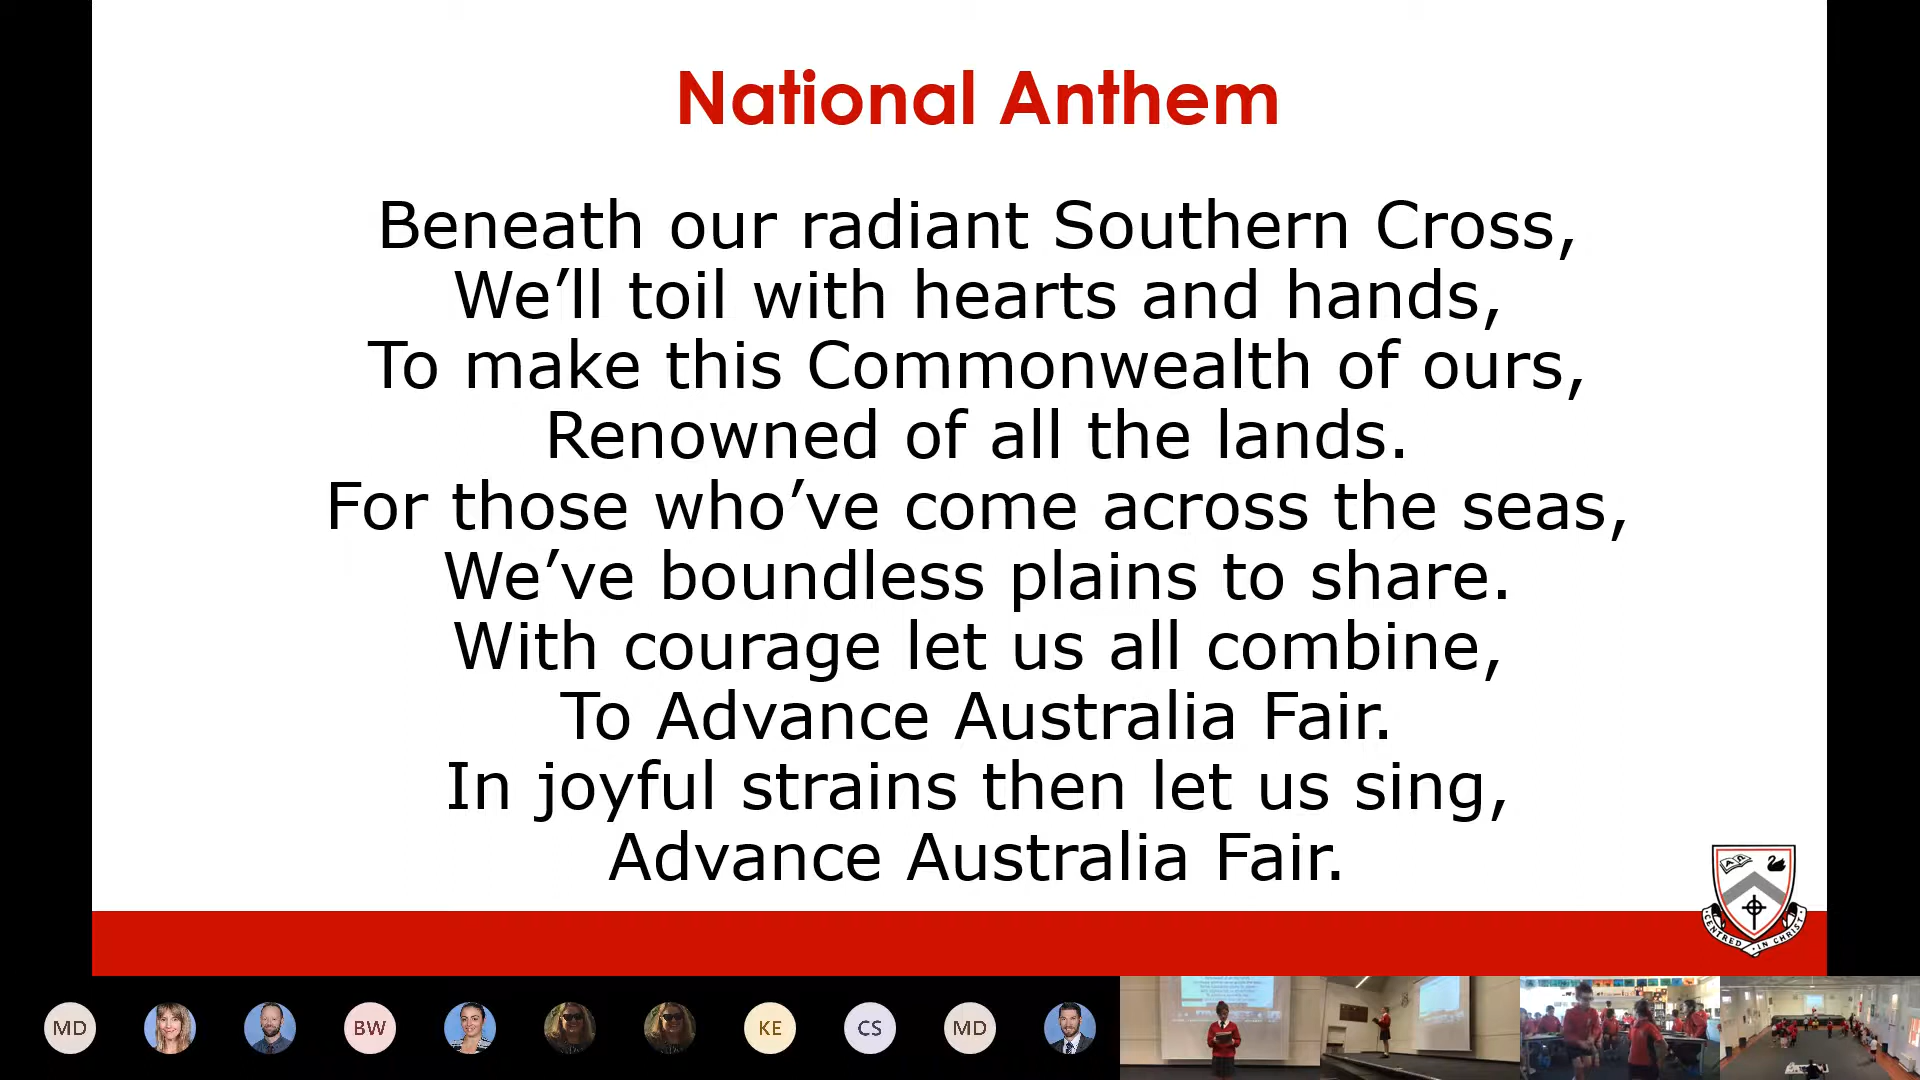 National Anthem
Beneath our radiant Southern Cross,
We’ll toil with hearts and hands,
To make this Commonwealth of ours,
Renowned of all the lands.
For those who’ve come across the seas,
We’ve boundless plains to share.
With courage let us all combine,
To Advance Australia Fair.
In joyful strains then let us sing,
Advance Australia Fair.
CENTRED IN CHRIST
MD
BW
KE
CS
MD